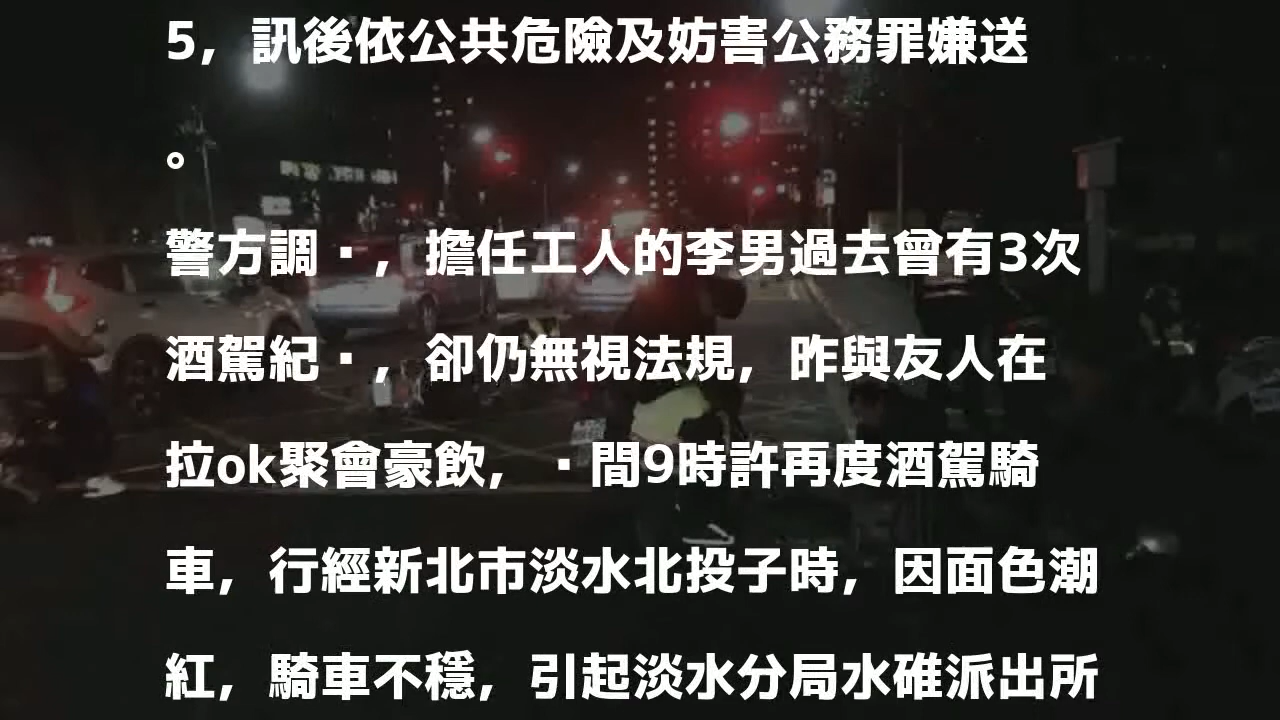 5，訊後依公共危險及妨害公務罪嫌送
。
警方調▪，擔任工人的李男過去曾有3次
酒駕紀▪，卻仍無視法規，昨與友人在
拉ok聚會豪飲，▪間9時許再度酒駕騎
車，行經新北市淡水北投子時，因面色潮
紅，騎車不穩，引起淡水分局水碓派出所